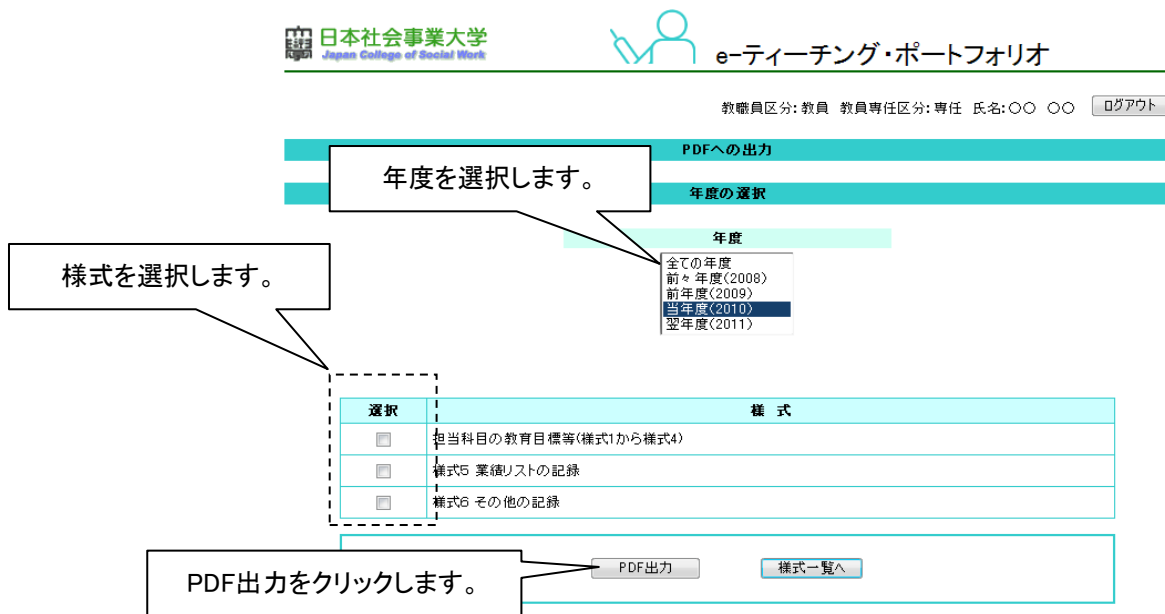 日本社会事業大学
Japan College of Social Work
e-ティーチング・ポートフォリオ
教職員区分:教員 教員専任区分:専任 氏名:○○ ○○ ログアウト
PDFへの出力
年度を選択します。
年度の選択
年度
様式を選択します。
全ての年度
前々年度(2008)
前年度(2009)
当年度(2010)
翌年度(2011)
選択 様 式
担当科目の教育目標等(様式1から様式4)
様式5 業績リストの記録
様式6 その他の記録
PDF出力をクリックします。
PDF出力 様式一覧へ